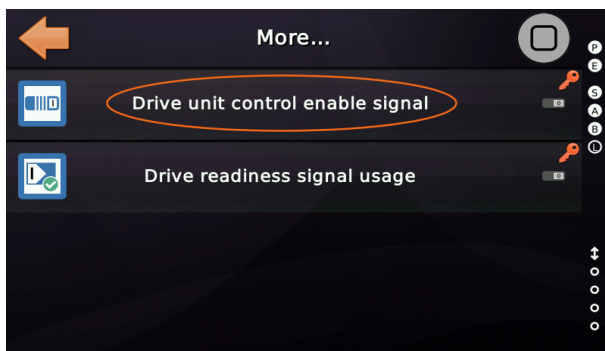 More...
P
E
Drive unit control enable signal
S
A
B
L
Drive readiness signal usage